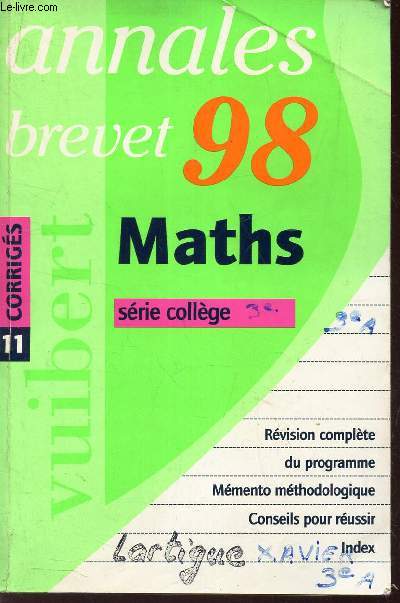 Le-livre.com
annales
brevet 98
Maths
série collège 3e
3e A
11 CORRIGÉS
vuibert
Révision complète
du programme
Mémento méthodologique
Conseils pour réussir
Index
Lartigue XAVIER
3e A